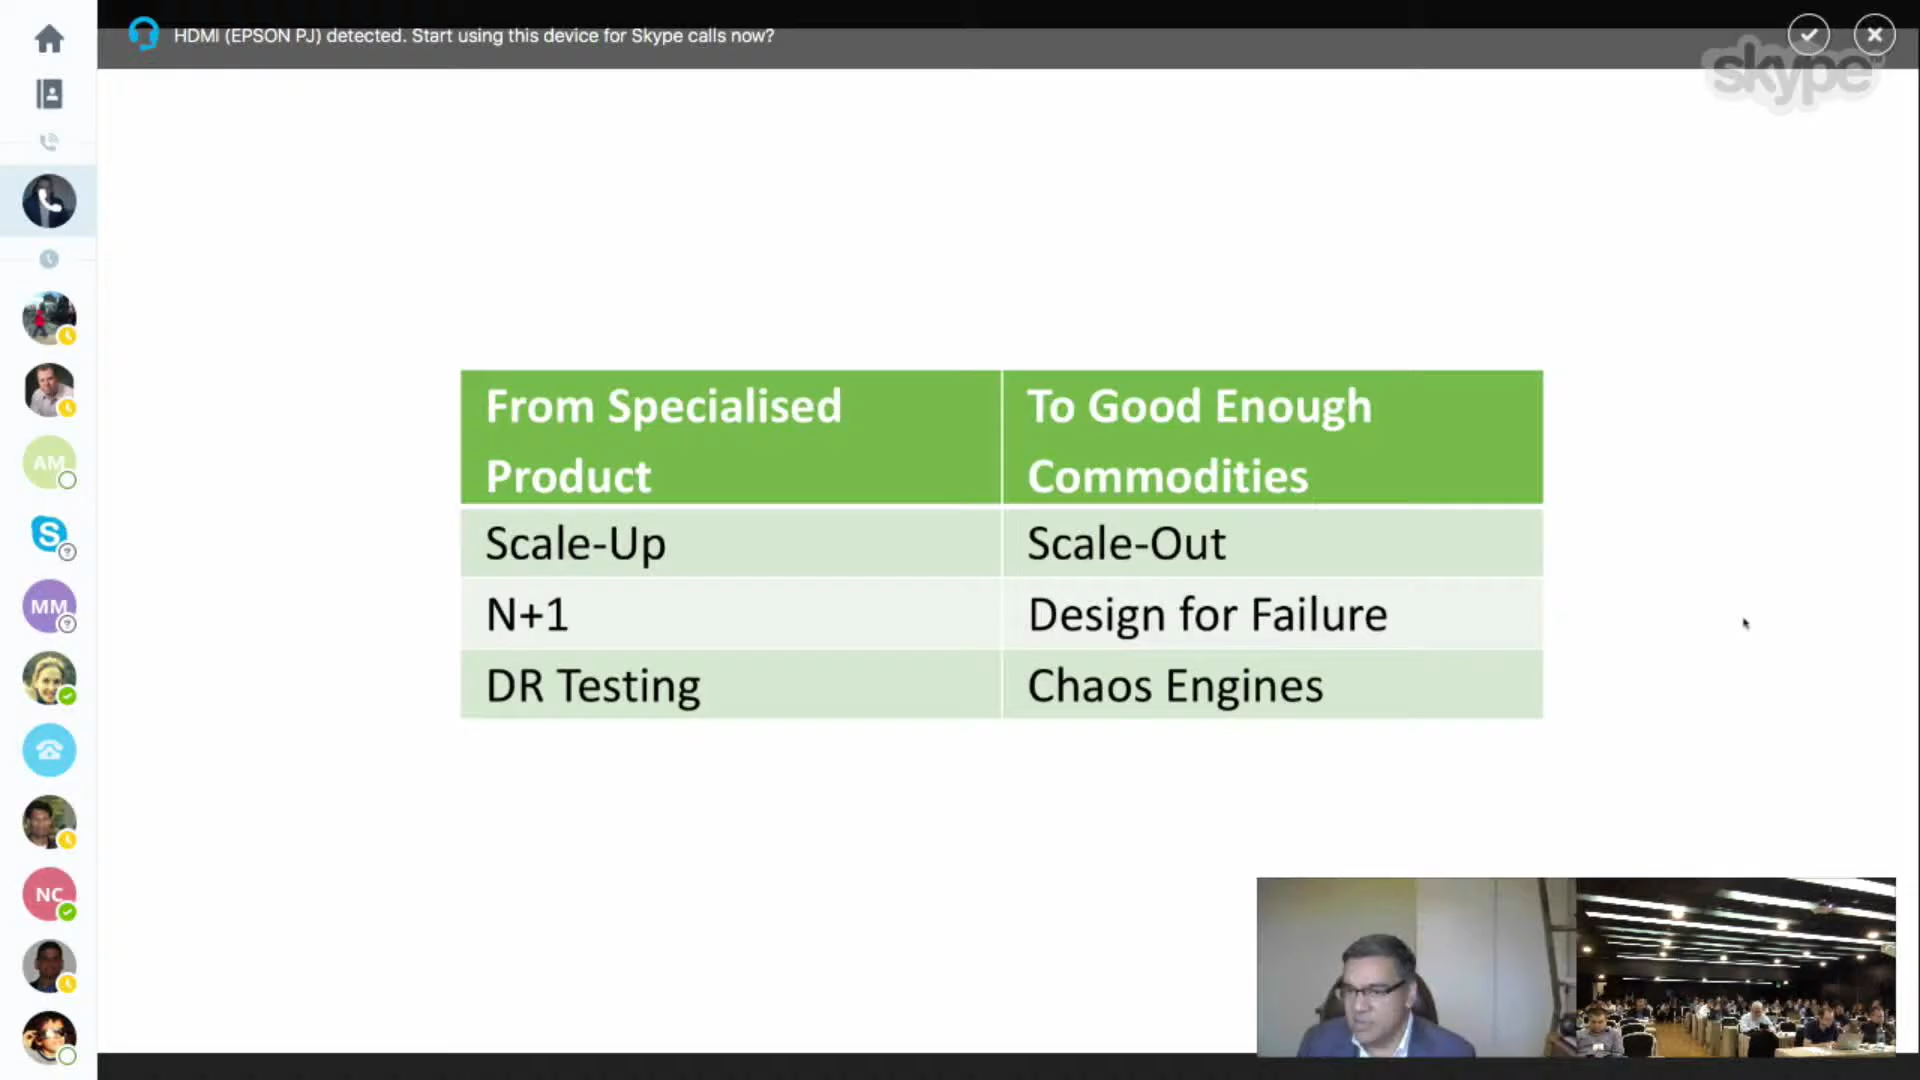 HDMI (EPSON PJ) detected. Start using this device for Skype calls now?
skype™
From Specialised
Product
To Good Enough
Commodities
Scale-Up
Scale-Out
N+1
Design for Failure
DR Testing
Chaos Engines
AM
S
MM
NC